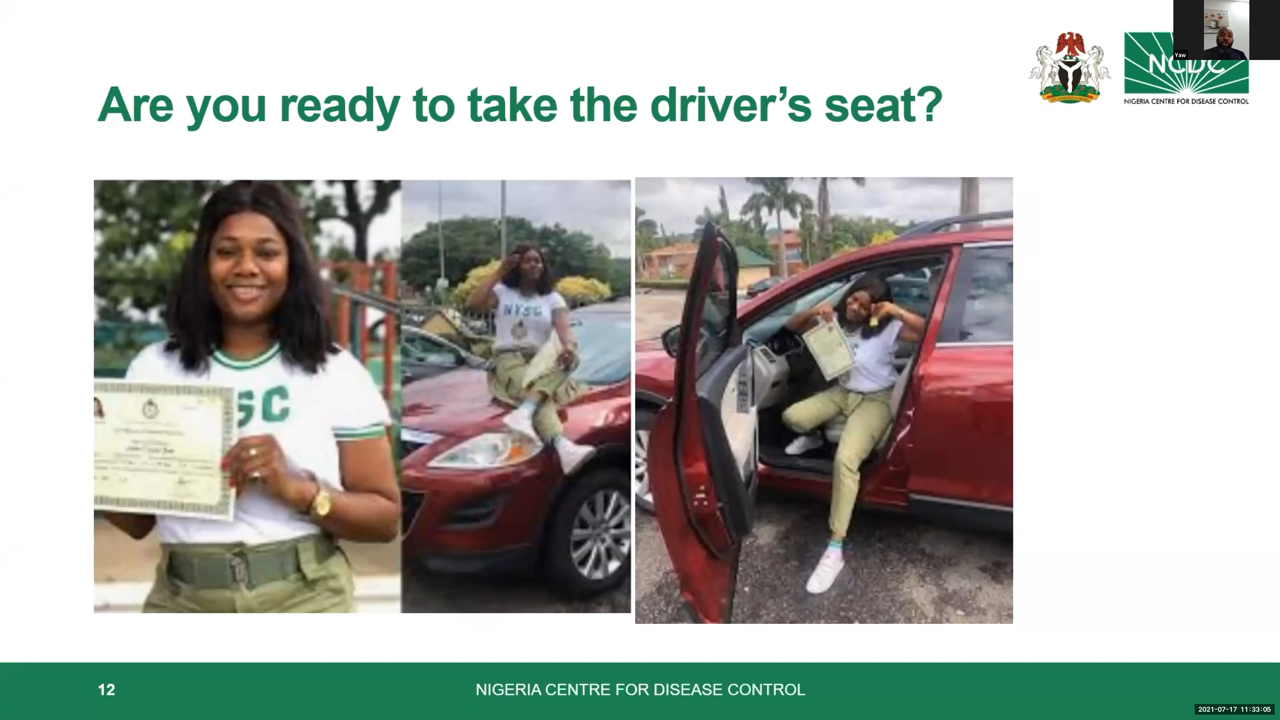 Yaw
NCDC
NIGERIA CENTRE FOR DISEASE CONTROL
Are you ready to take the driver's seat?
SC
NYSC
12
NIGERIA CENTRE FOR DISEASE CONTROL
2021-07-17 11:33:05